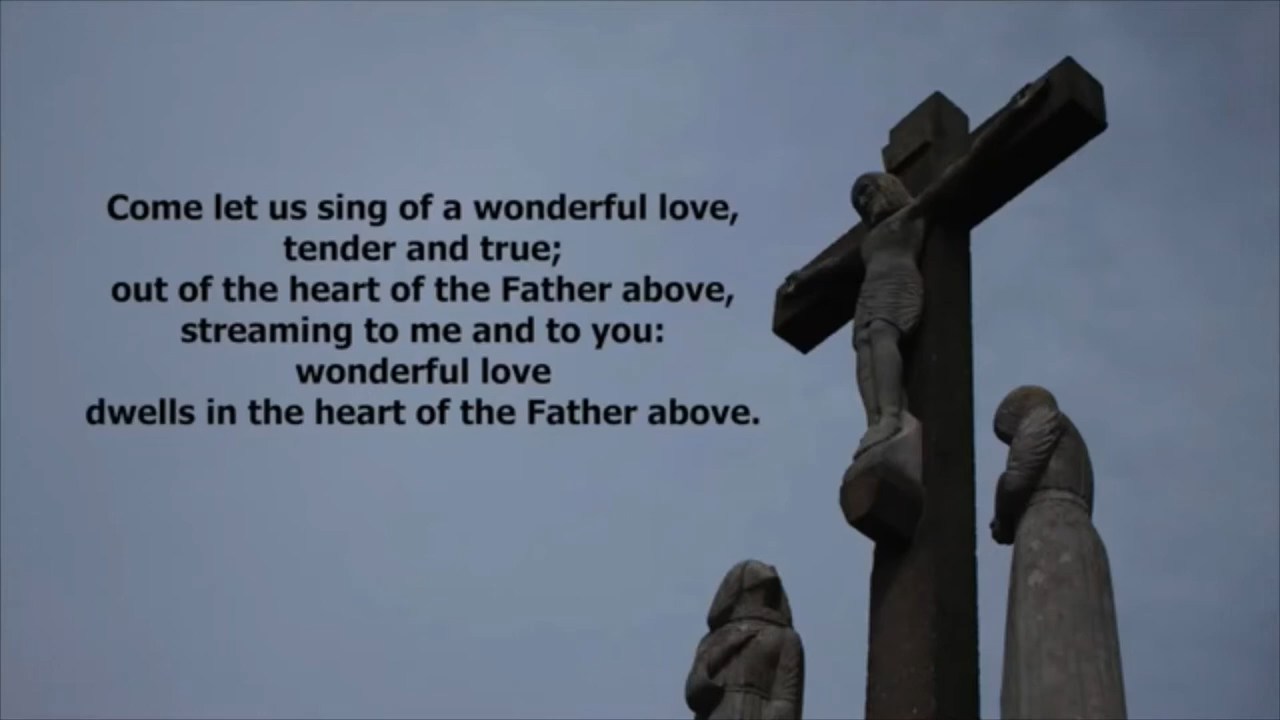 Come let us sing of a wonderful love,
tender and true;
out of the heart of the Father above,
streaming to me and to you:
wonderful love
dwells in the heart of the Father above.